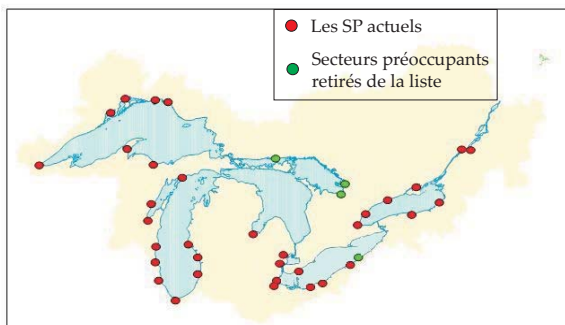 Les SP actuels
Secteurs préoccupants
retirés de la liste